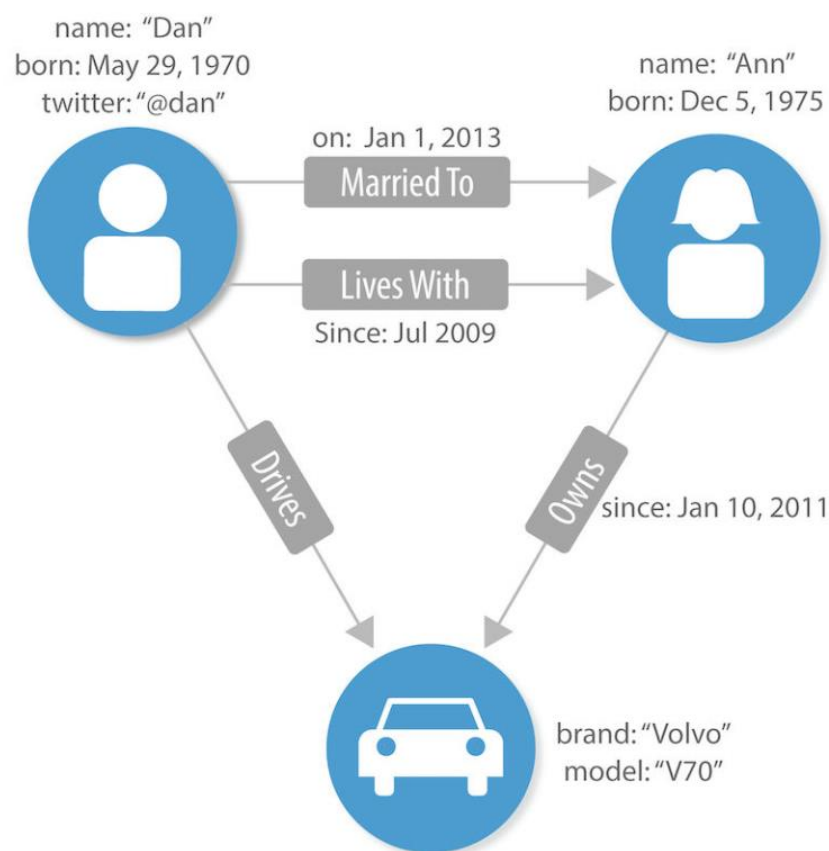 name: “Dan”
born: May 29, 1970
twitter: “@dan”
name: “Ann”
born: Dec 5, 1975
on: Jan 1, 2013
Married To
Lives With
Since: Jul 2009
Drives
Owns
since: Jan 10, 2011
brand: “Volvo”
model: “V70”